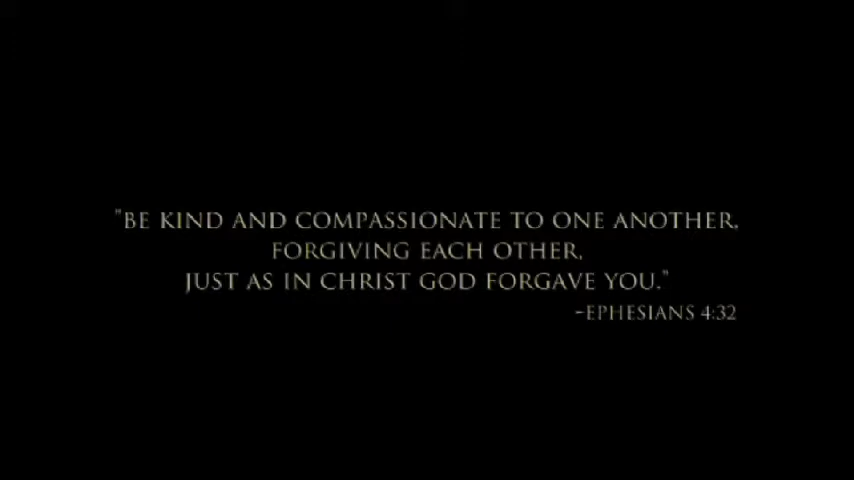 "BE KIND AND COMPASSIONATE TO ONE ANOTHER,
FORGIVING EACH OTHER,
JUST AS IN CHRIST GOD FORGAVE YOU."
-EPHESIANS 4:32